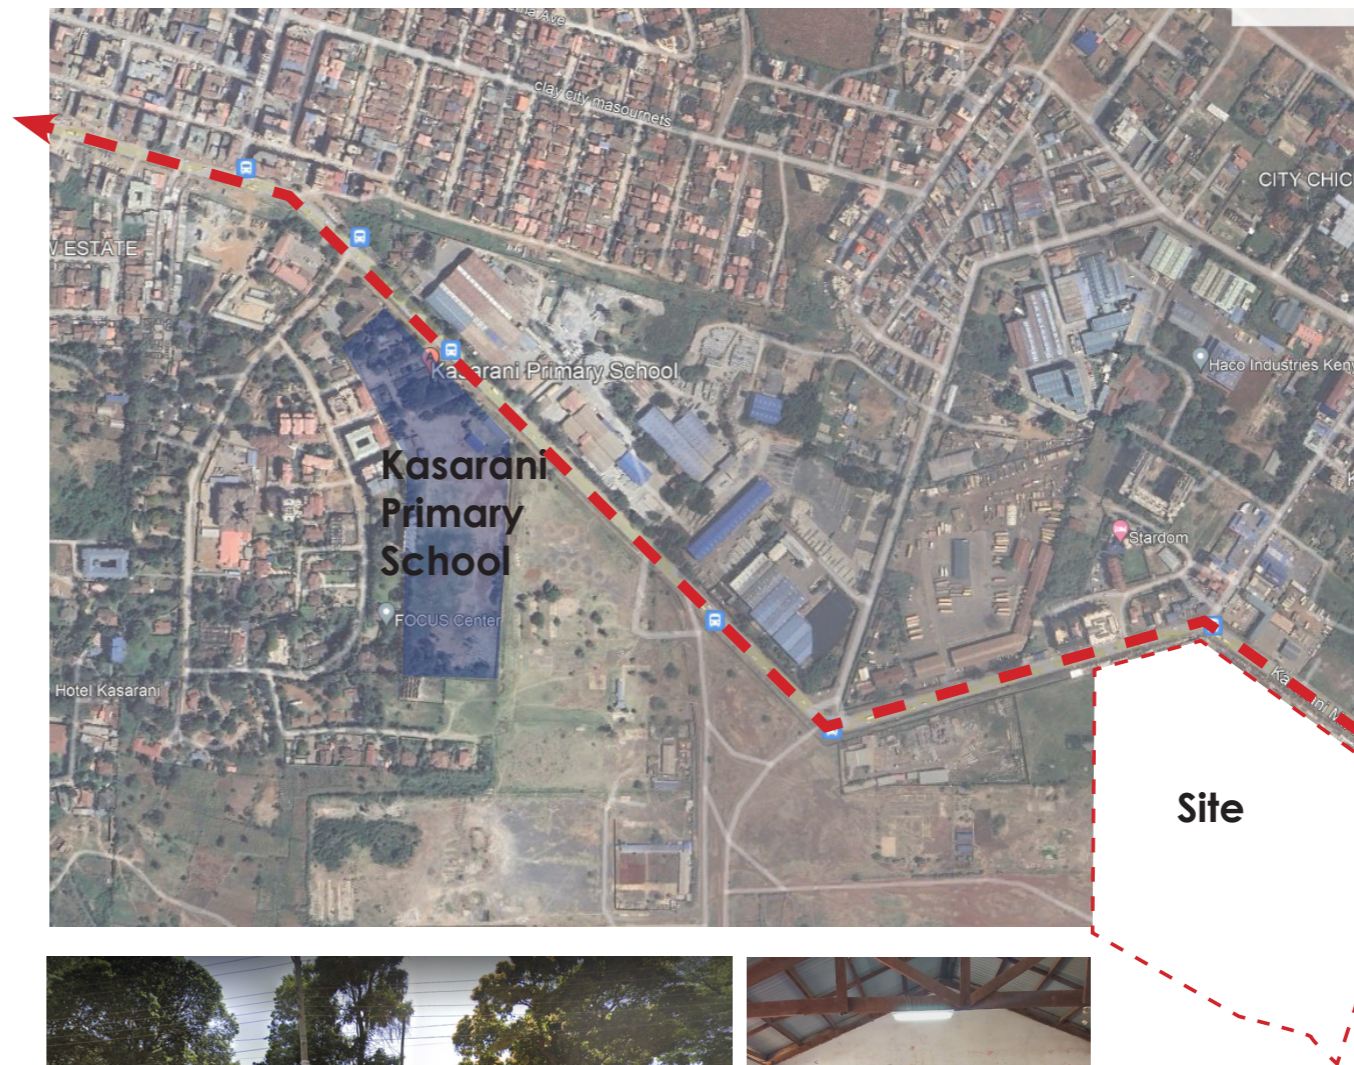 clay city masournets
CITY CHIC
W ESTATE
Kasarani Primary School
Haco Industries Keny
Kasarani
Primary
School
Stardom
FOCUS Center
Hotel Kasarani
Site